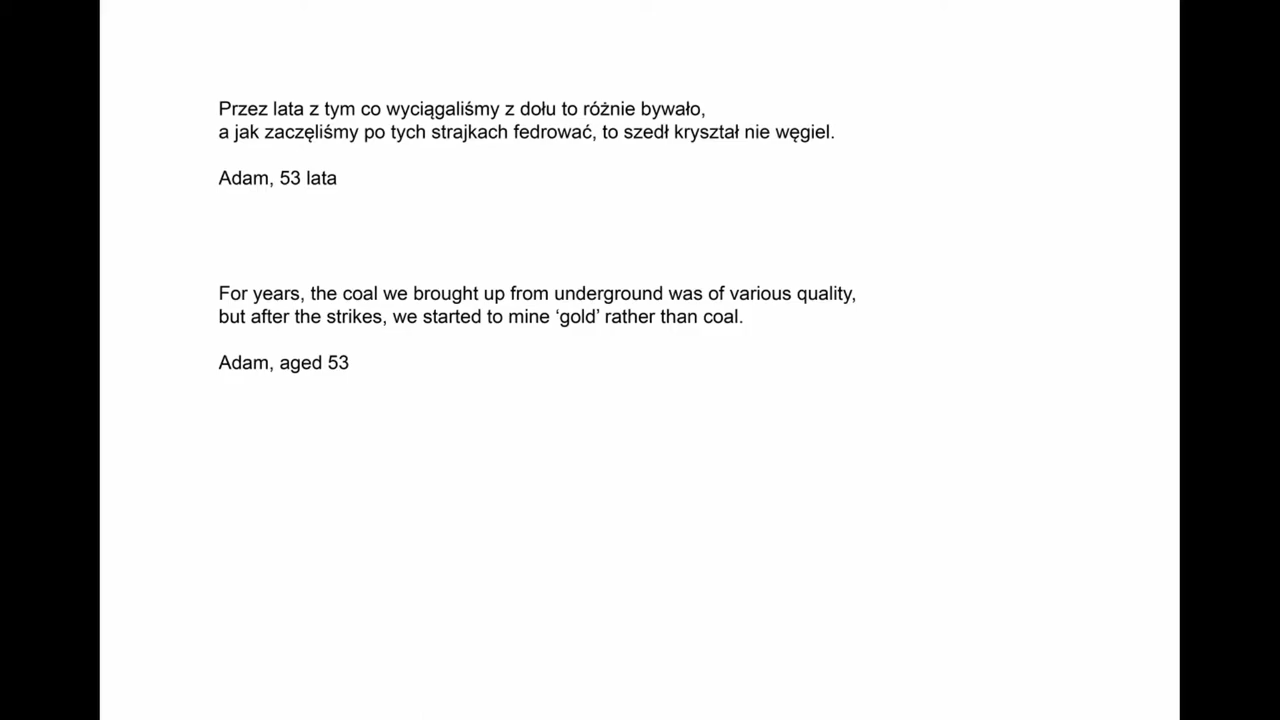 Przez lata z tym co wyciągaliśmy z dołu to różnie bywało,
a jak zaczęliśmy po tych strajkach fedrować, to szedł kryształ nie węgiel.
Adam, 53 lata
For years, the coal we brought up from underground was of various quality,
but after the strikes, we started to mine ‘gold’ rather than coal.
Adam, aged 53